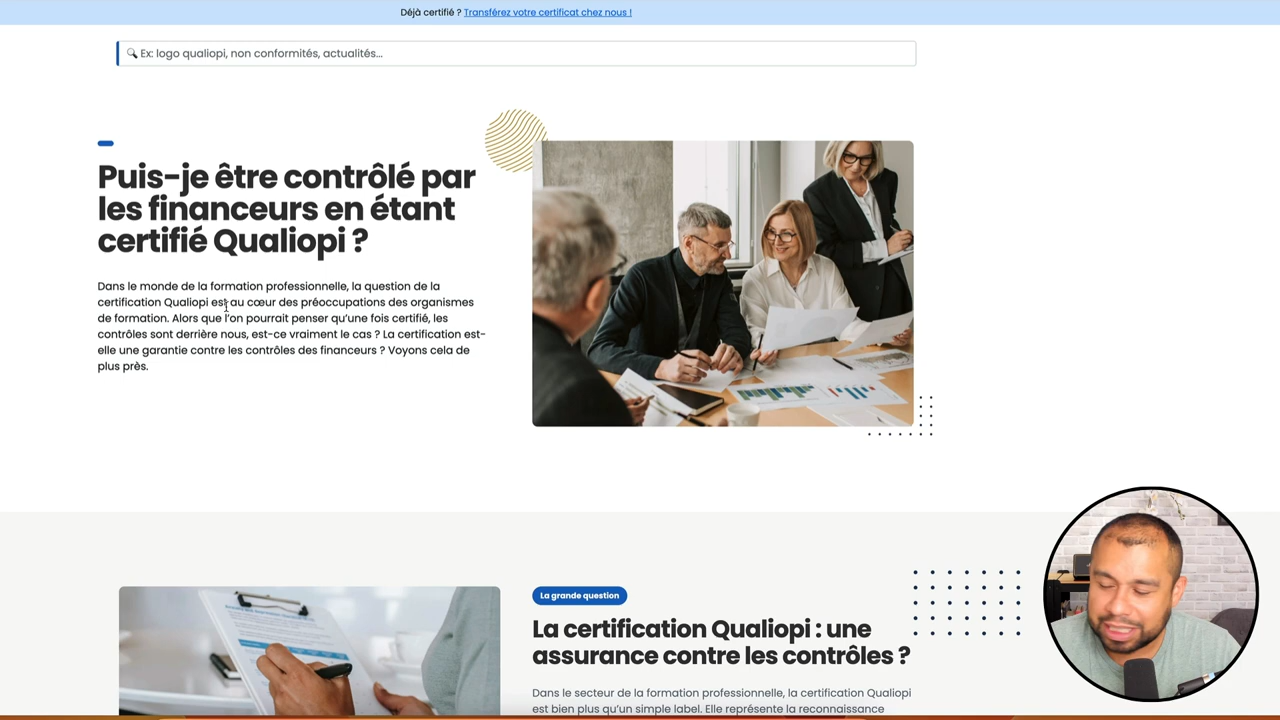 Déjà certifié ? Transférez votre certificat chez nous !
🔍 Ex: logo qualiopi, non conformités, actualités...
Puis-je être contrôlé par
les financeurs en étant
certifié Qualiopi ?
Dans le monde de la formation professionnelle, la question de la
certification Qualiopi est au cœur des préoccupations des organismes
de formation. Alors que l'on pourrait penser qu'une fois certifié, les
contrôles sont derrière nous, est-ce vraiment le cas ? La certification est-
elle une garantie contre les contrôles des financeurs ? Voyons cela de
plus près.
La grande question
La certification Qualiopi : une
assurance contre les contrôles ?
Dans le secteur de la formation professionnelle, la certification Qualiopi
est bien plus qu'un simple label. Elle représente la reconnaissance